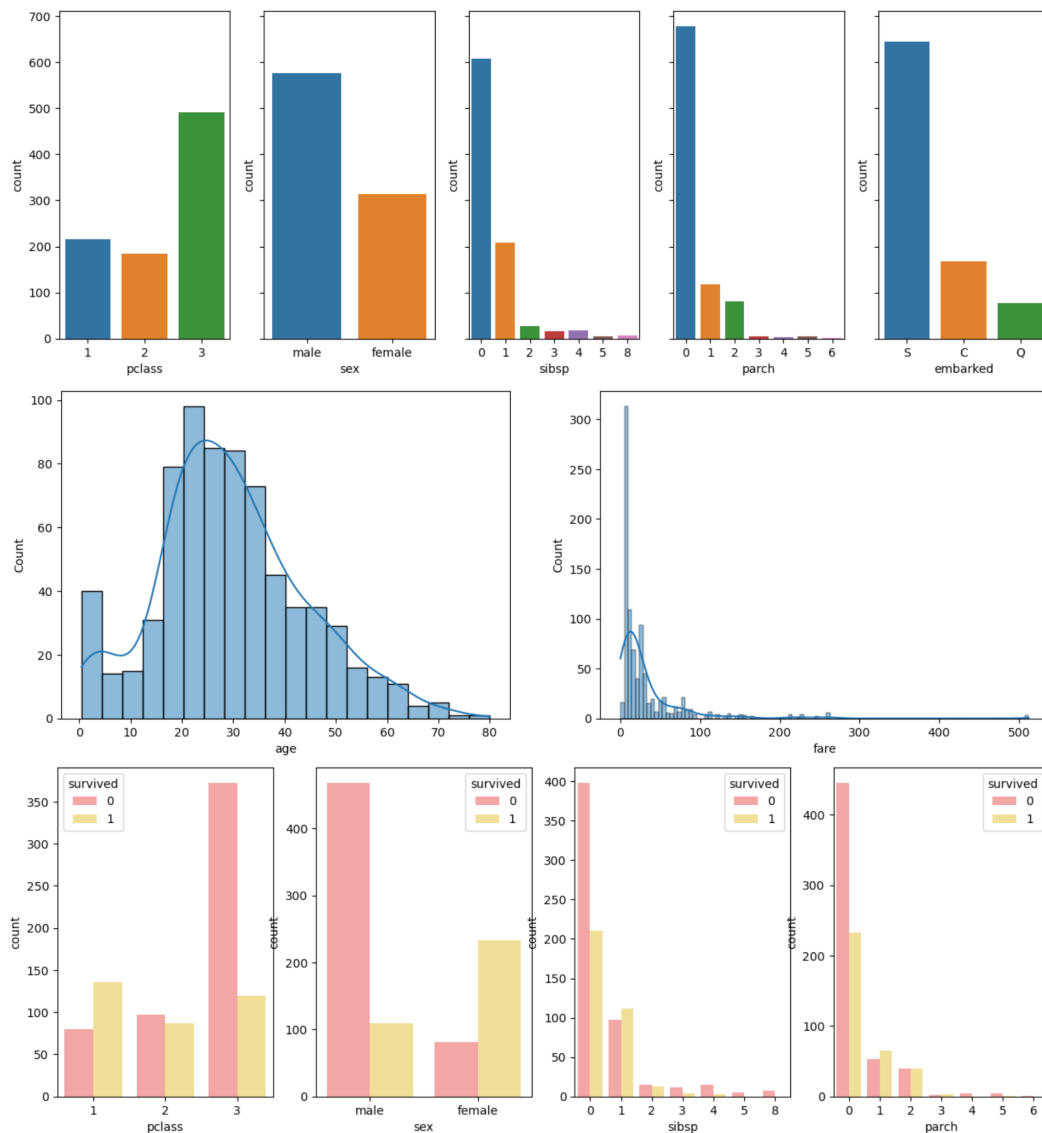 700
600
500
400
300
200
100
0
count
1 2 3
pclass
count
male female
sex
count
0 1 2 3 4 5 8
sibsp
count
0 1 2 3 4 5 6
parch
count
S C Q
embarked
100
80
60
40
20
0
Count
0 10 20 30 40 50 60 70 80
age
300
250
200
150
100
50
0
Count
0 100 200 300 400 500
fare
survived
0
1
350
300
250
200
150
100
50
0
count
1 2 3
pclass
survived
0
1
400
300
200
100
0
count
male female
sex
survived
0
1
400
350
300
250
200
150
100
50
0
count
0 1 2 3 4 5 8
sibsp
survived
0
1
400
300
200
100
0
count
0 1 2 3 4 5 6
parch